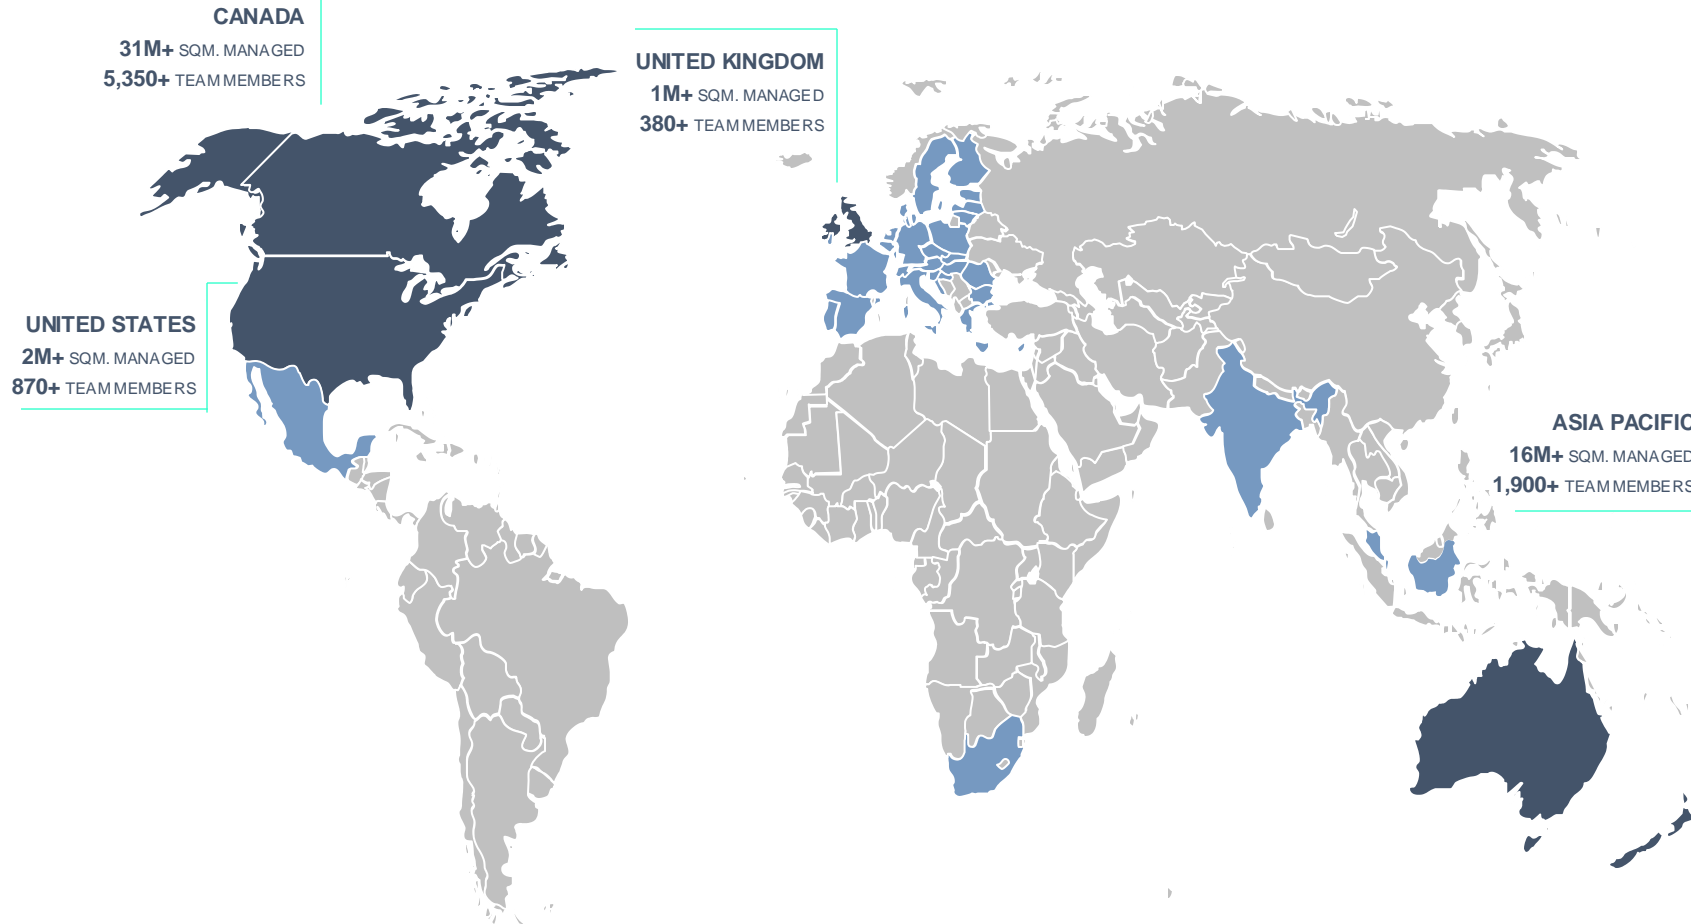 CANADA
31M+ SQM. MANAGED
5,350+ TEAM MEMBERS
UNITED KINGDOM
1M+ SQM. MANAGED
380+ TEAM MEMBERS
UNITED STATES
2M+ SQM. MANAGED
870+ TEAM MEMBERS
ASIA PACIFIC
16M+ SQM. MANAGED
1,900+ TEAM MEMBERS